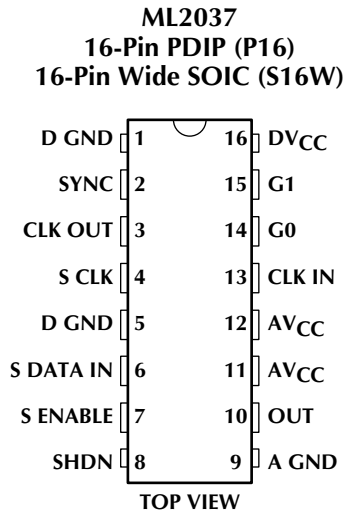 ML2037
16-Pin PDIP (P16)
16-Pin Wide SOIC (S16W)
D GND 1 16 DVCC
SYNC 2 15 G1
CLK OUT 3 14 G0
S CLK 4 13 CLK IN
D GND 5 12 AVCC
S DATA IN 6 11 AVCC
S ENABLE 7 10 OUT
SHDN 8 9 A GND
TOP VIEW